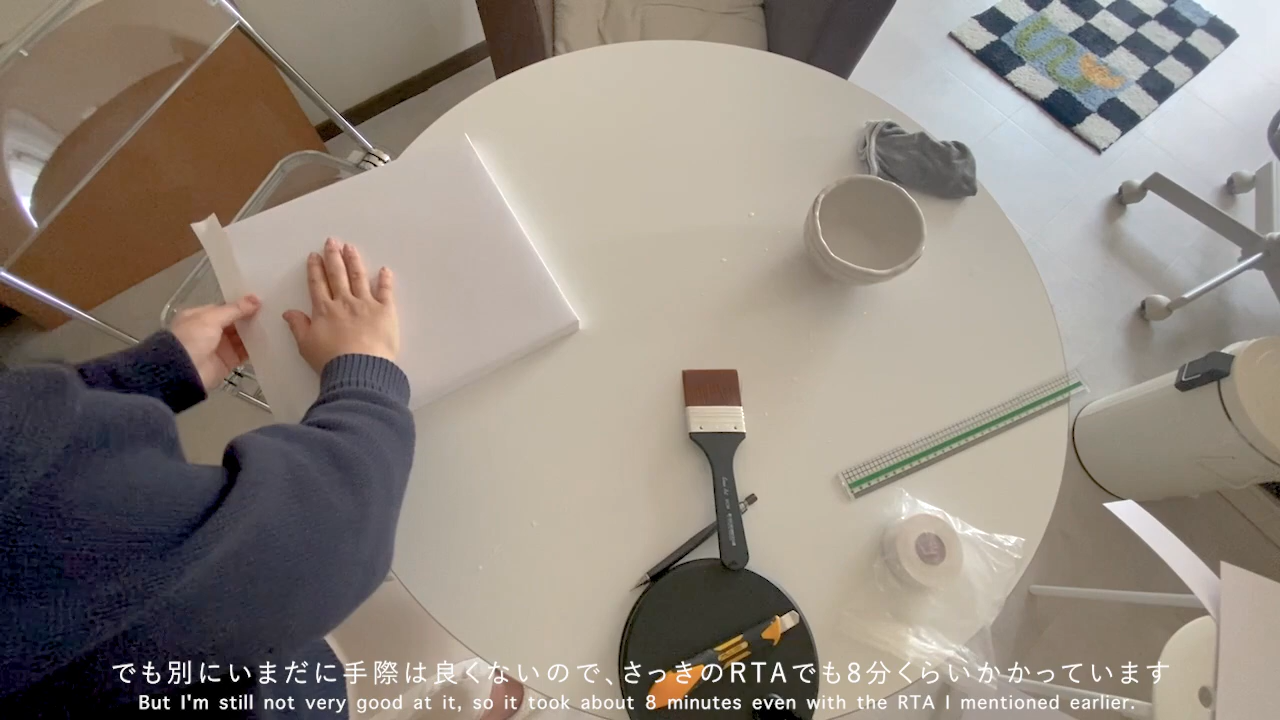 でも別にいまだに手際は良くないので、さっきのRTAでも8分くらいかかっています
But I'm still not very good at it, so it took about 8 minutes even with the RTA I mentioned earlier.